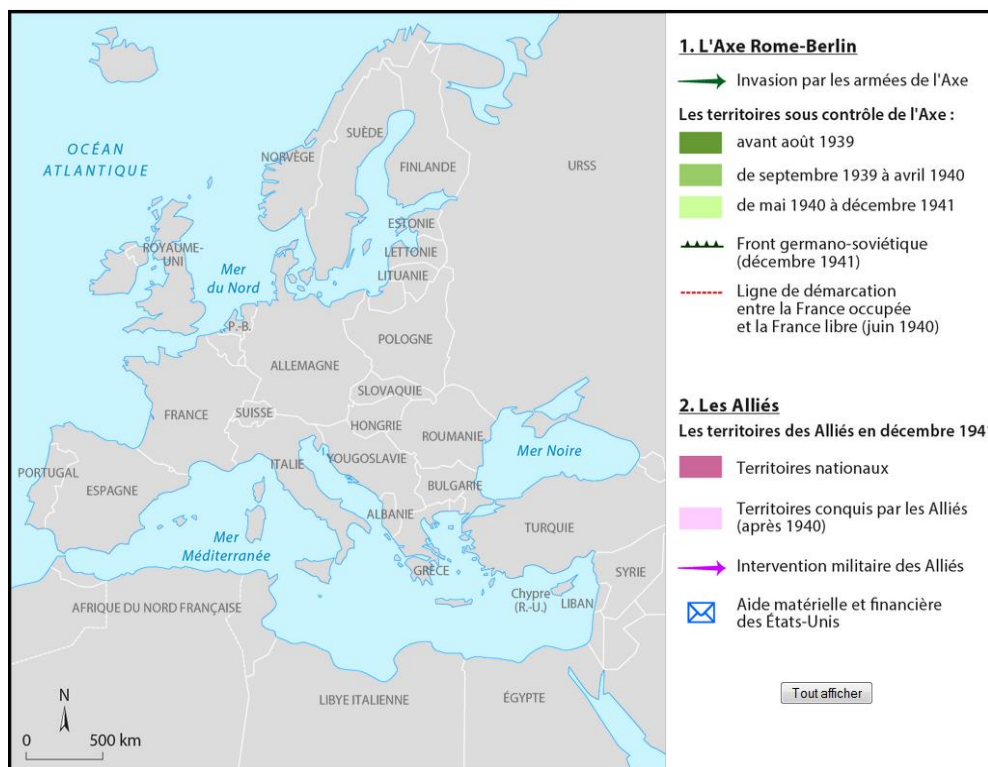 OCÉAN
ATLANTIQUE
NORVÈGE
SUÈDE
FINLANDE
URSS
ESTONIE
LETTONIE
LITUANIE
ROYAUME-
UNI
Mer
du Nord
P.-B.
ALLEMAGNE
POLOGNE
SLOVAQUIE
FRANCE
SUISSE
HONGRIE
ROUMANIE
ITALIE
YOUGOSLAVIE
Mer Noire
PORTUGAL
ESPAGNE
BULGARIE
ALBANIE
TURQUIE
Mer
Méditerranée
GRÈCE
SYRIE
Chypre
(R.-U.)
LIBAN
AFRIQUE DU NORD FRANÇAISE
LIBYE ITALIENNE
ÉGYPTE
N
0 500 km
1. L'Axe Rome-Berlin
Invasion par les armées de l'Axe
Les territoires sous contrôle de l'Axe :
avant août 1939
de septembre 1939 à avril 1940
de mai 1940 à décembre 1941
Front germano-soviétique
(décembre 1941)
Ligne de démarcation
entre la France occupée
et la France libre (juin 1940)
2. Les Alliés
Les territoires des Alliés en décembre 1941
Territoires nationaux
Territoires conquis par les Alliés
(après 1940)
Intervention militaire des Alliés
Aide matérielle et financière
des États-Unis
Tout afficher